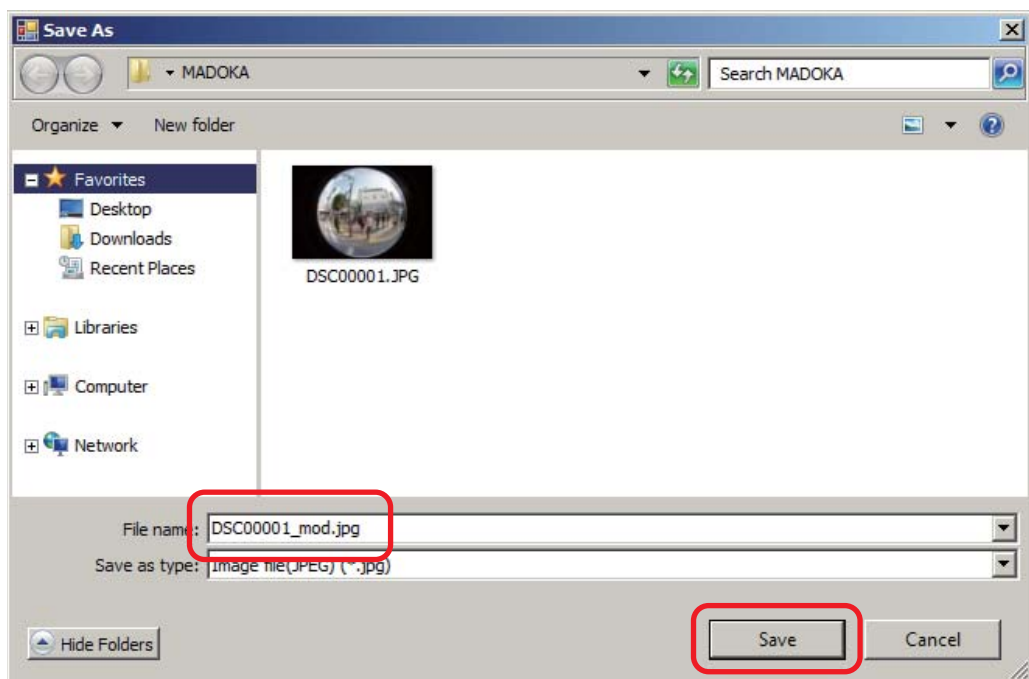 Save As
MADOKA
Search MADOKA
Organize
New folder
Favorites
Desktop
Downloads
Recent Places
Libraries
Computer
Network
DSC00001.JPG
File name: DSC00001_mod.jpg
Save as type: Image file(JPEG) (*.jpg)
Hide Folders
Save
Cancel